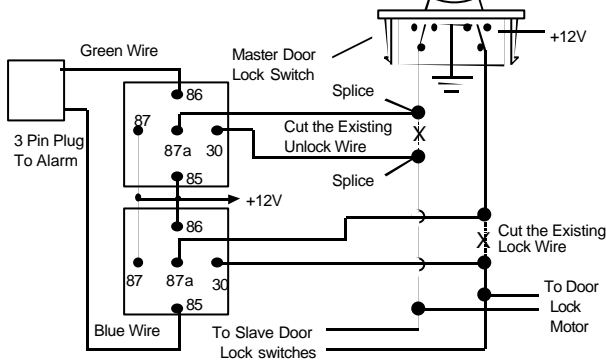 Green Wire
Master Door
Lock Switch
+12V
86
Splice
87
87a
30
Cut the Existing
Unlock Wire
X
3 Pin Plug
To Alarm
85
Splice
+12V
86
X
Cut the Existing
Lock Wire
87
87a
30
85
To Door
Lock
Motor
Blue Wire
To Slave Door
Lock switches